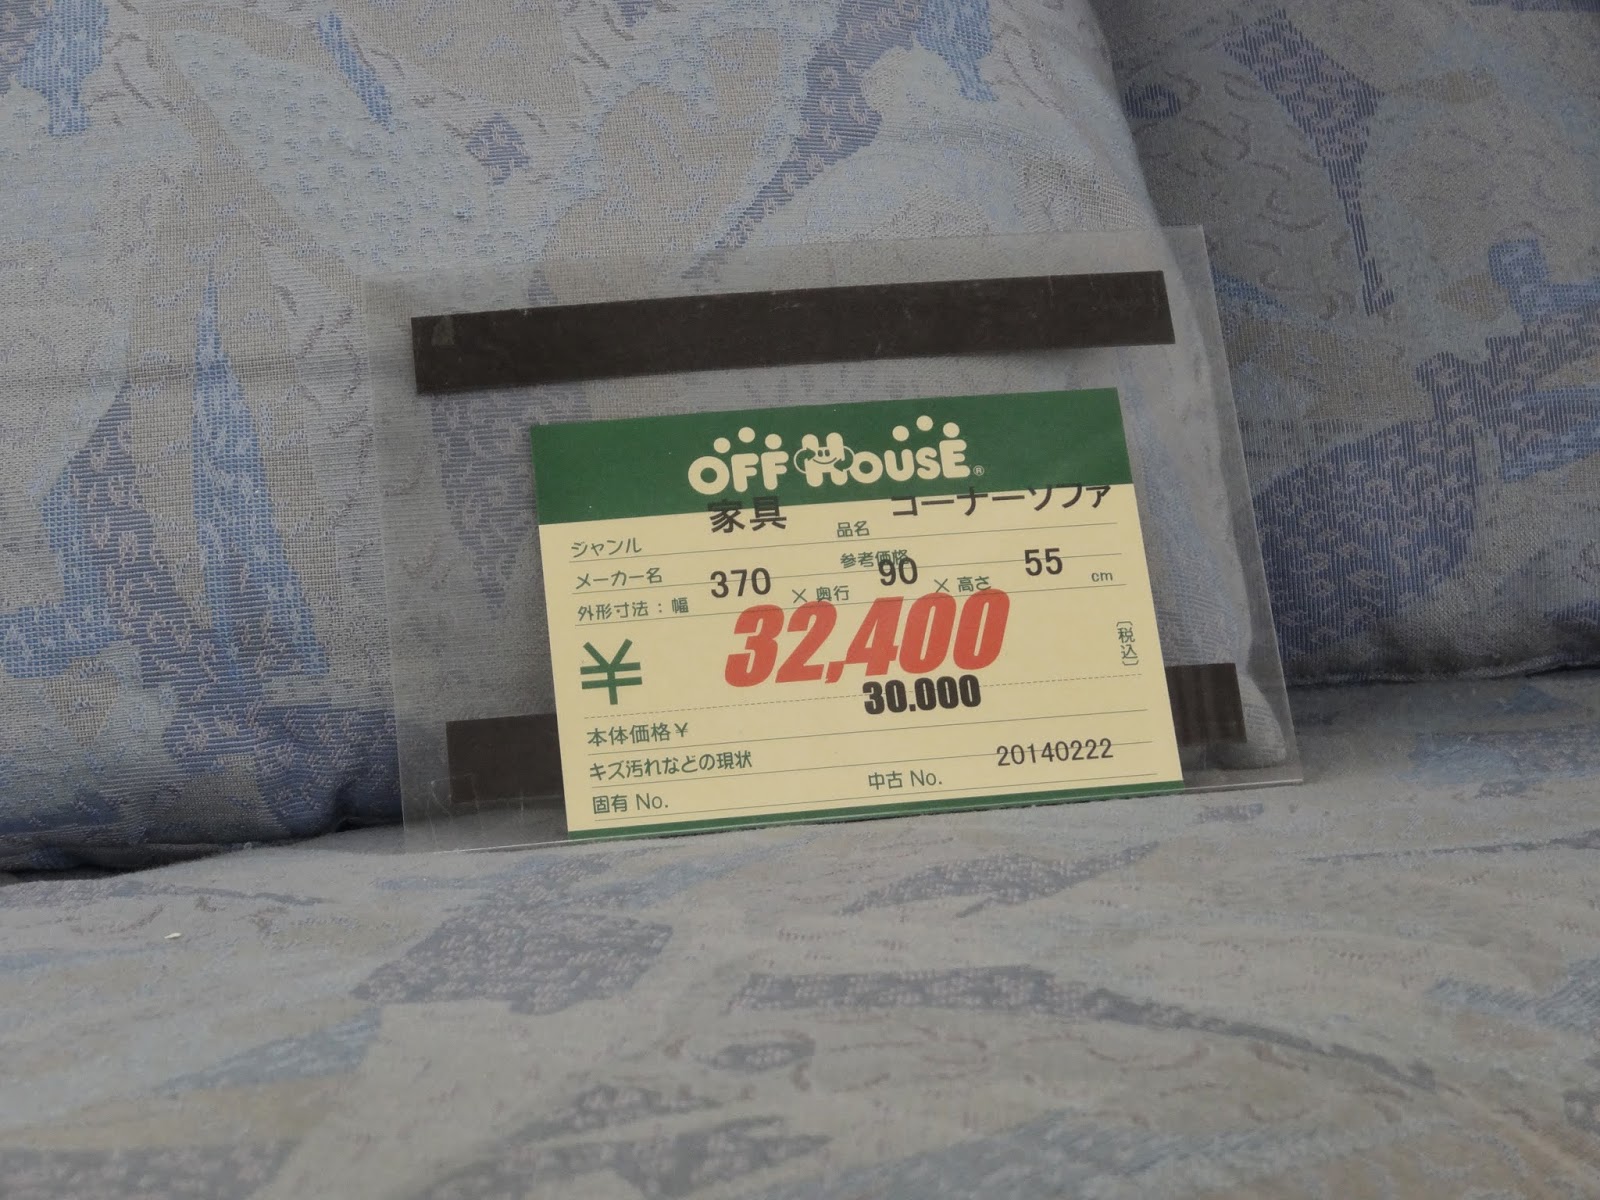 OFF HOUSE®
ジャンル 家具 品名 コーナーソファ
メーカー名 参考価格
外形寸法：幅 370 × 奥行 90 × 高さ 55 cm
¥ 32,400 〔税込〕
本体価格¥ 30.000
キズ汚れなどの現状
固有 No. 中古 No. 20140222